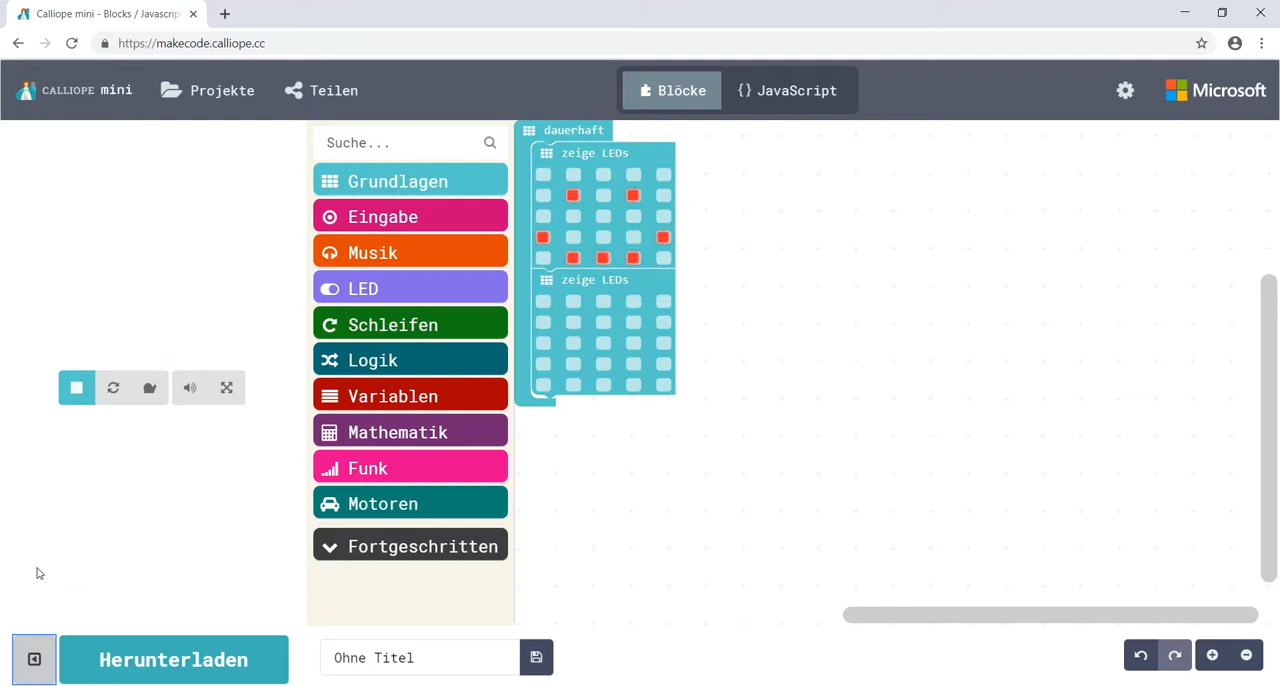 Calliope mini - Blocks / Javascrip
https://makecode.calliope.cc
CALLIOPE mini
Projekte
Teilen
Blöcke
{} JavaScript
Microsoft
Suche...
Grundlagen
Eingabe
Musik
LED
Schleifen
Logik
Variablen
Mathematik
Funk
Motoren
Fortgeschritten
dauerhaft
zeige LEDs
zeige LEDs
Herunterladen
Ohne Titel